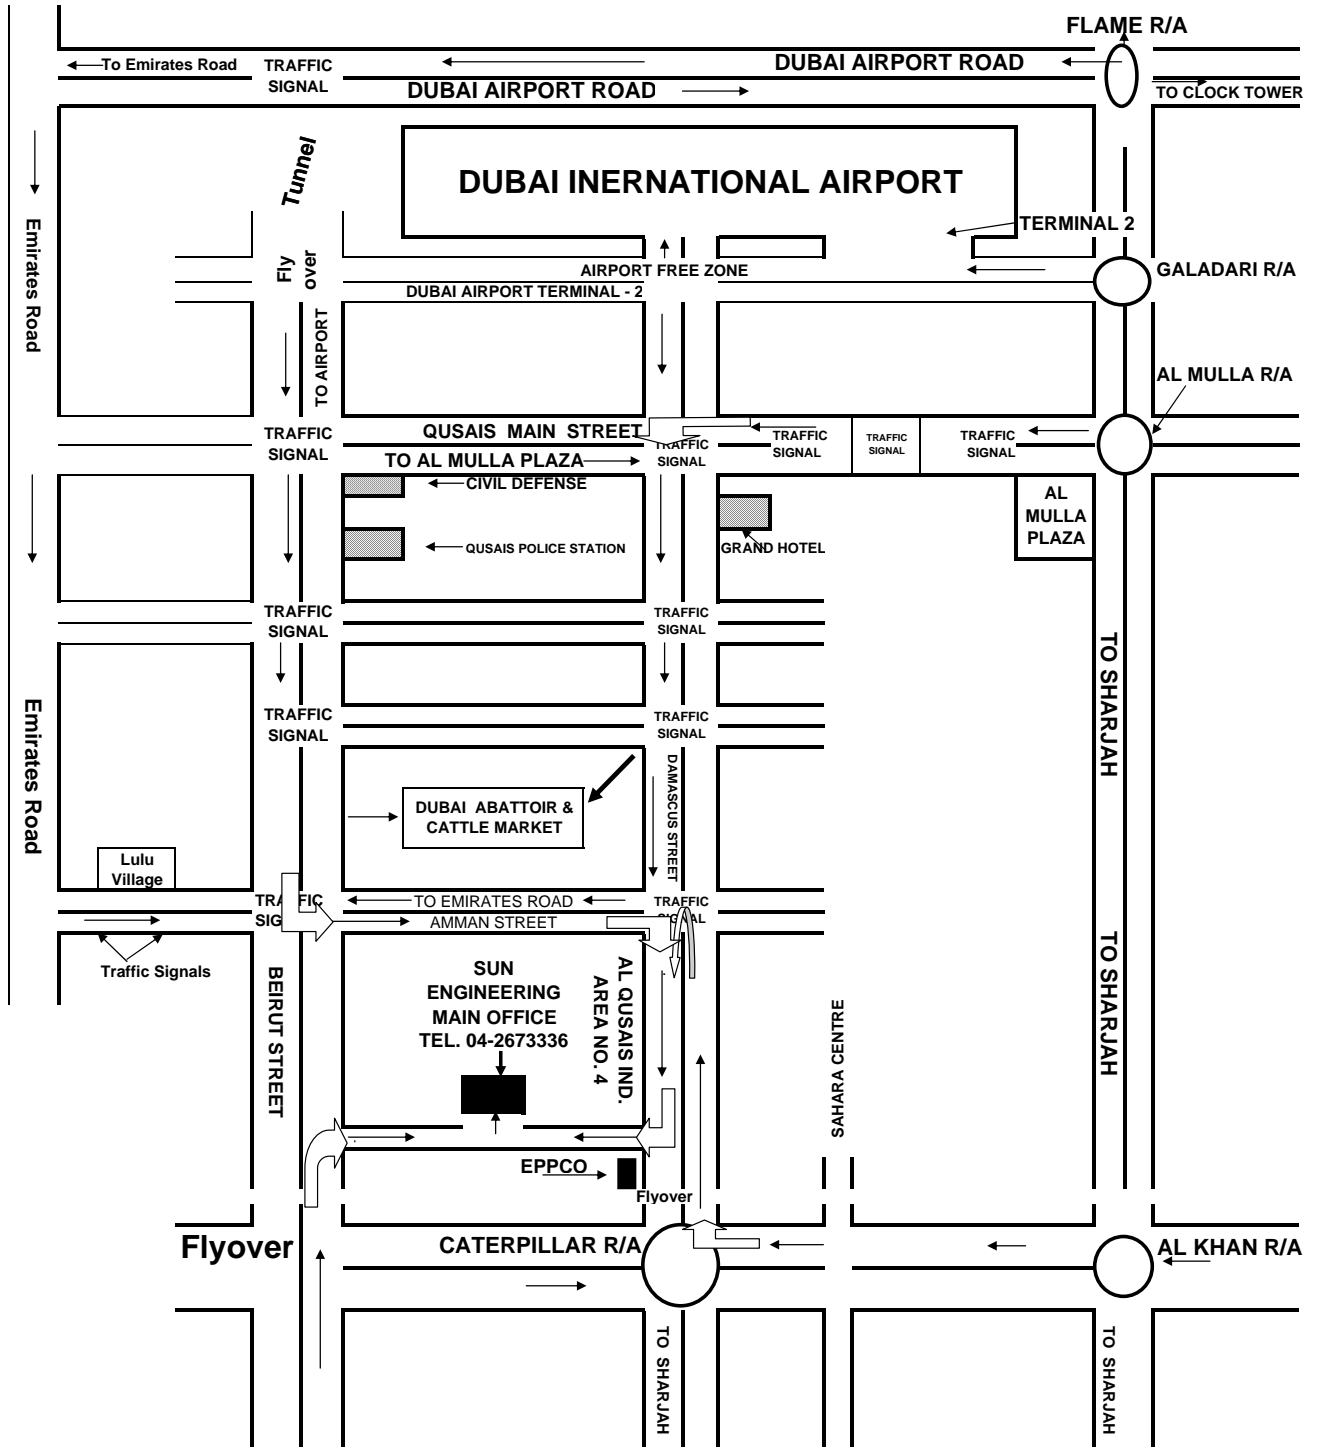 FLAME R/A
To Emirates Road
TRAFFIC
SIGNAL
DUBAI AIRPORT ROAD
DUBAI AIRPORT ROAD
TO CLOCK TOWER
Tunnel
DUBAI INERNATIONAL AIRPORT
TERMINAL 2
Emirates Road
Fly
over
AIRPORT FREE ZONE
GALADARI R/A
DUBAI AIRPORT TERMINAL - 2
TO AIRPORT
AL MULLA R/A
TRAFFIC
SIGNAL
QUSAIS MAIN STREET
TO AL MULLA PLAZA
TRAFFIC
SIGNAL
TRAFFIC
SIGNAL
TRAFFIC
SIGNAL
TRAFFIC
SIGNAL
CIVIL DEFENSE
QUSAIS POLICE STATION
GRAND HOTEL
AL
MULLA
PLAZA
TRAFFIC
SIGNAL
TRAFFIC
SIGNAL
TO SHARJAH
TRAFFIC
SIGNAL
TRAFFIC
SIGNAL
Emirates Road
DAMASCUS STREET
DUBAI ABATTOIR &
CATTLE MARKET
Lulu
Village
TRAFFIC
SIGNAL
TO EMIRATES ROAD
AMMAN STREET
TRAFFIC
SIGNAL
Traffic Signals
BEIRUT STREET
SUN
ENGINEERING
MAIN OFFICE
TEL. 04-2673336
AL QUSAIS IND.
AREA NO. 4
TO SHARJAH
SAHARA CENTRE
EPPCO
Flyover
Flyover
CATERPILLAR R/A
AL KHAN R/A
TO SHARJAH
TO SHARJAH